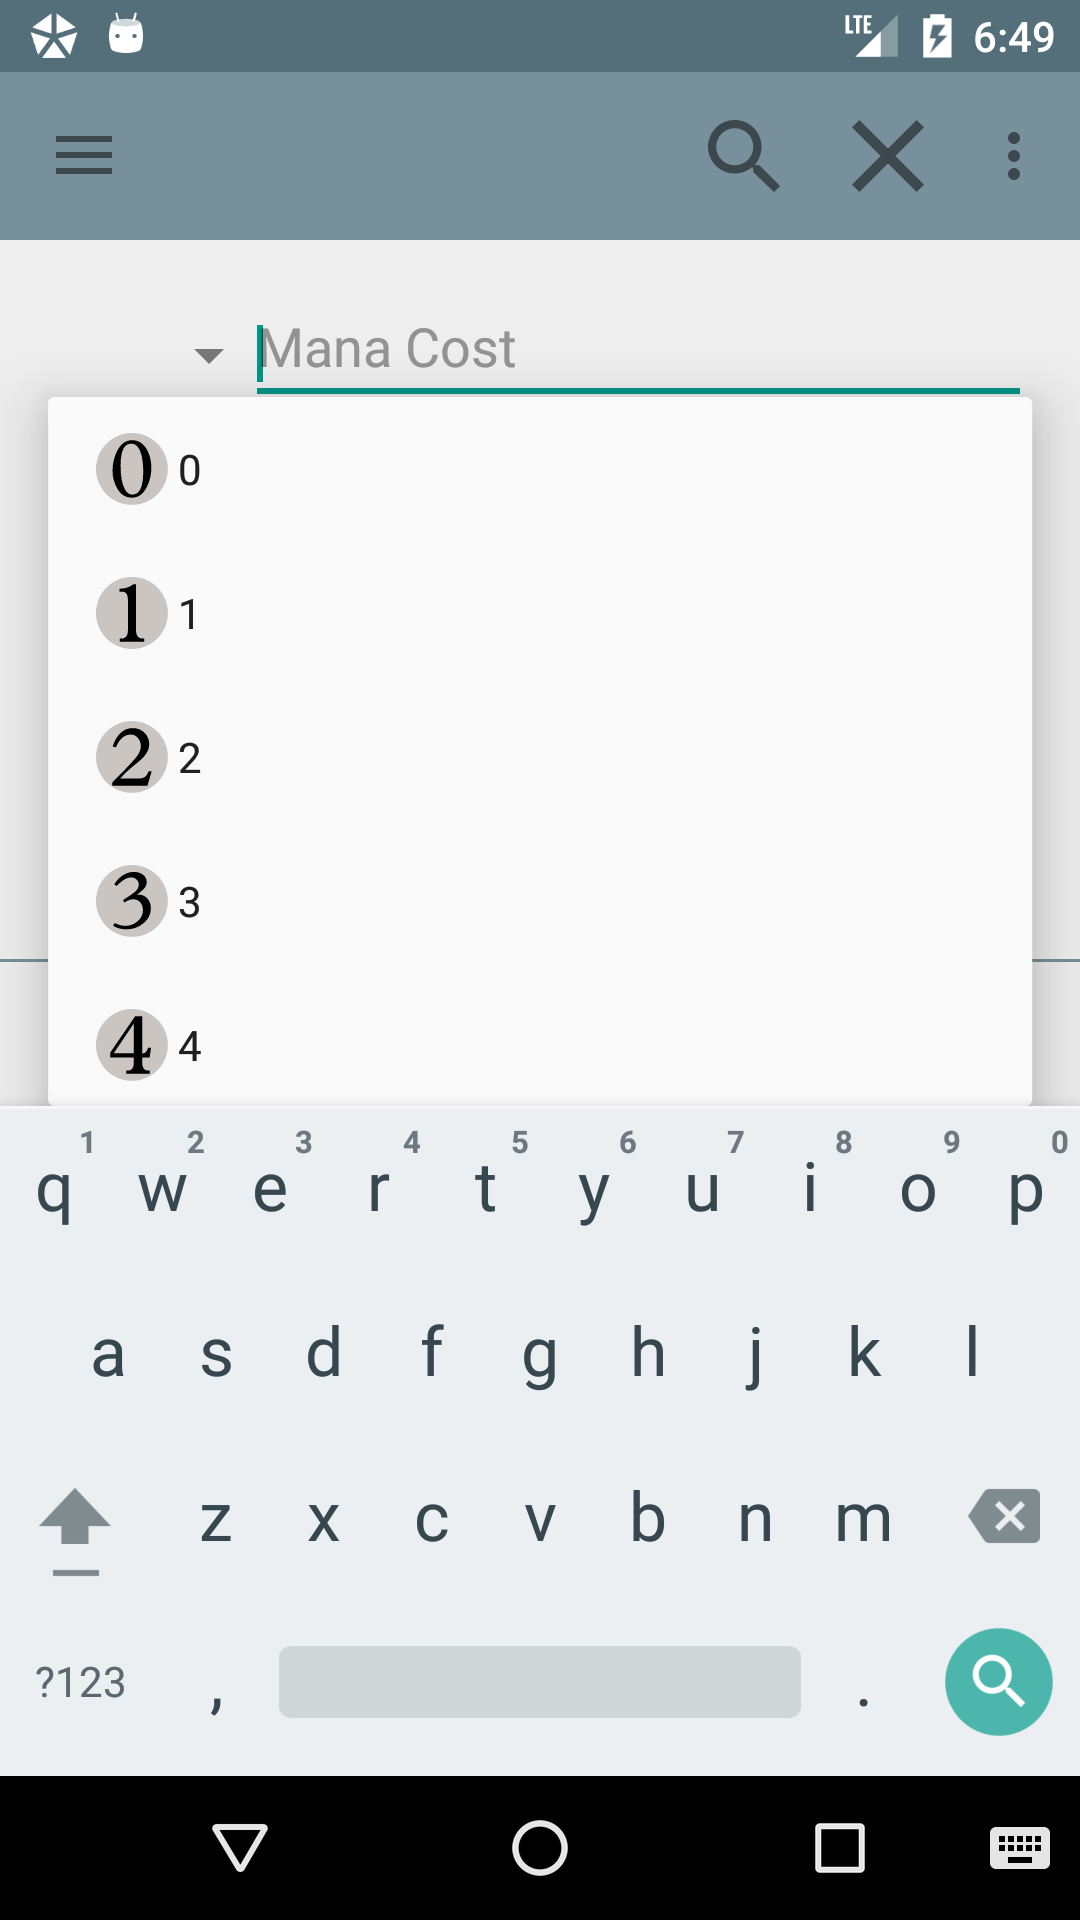 LTE 6:49
Mana Cost
0 0
1 1
2 2
3 3
4 4
1 2 3 4 5 6 7 8 9 0
q w e r t y u i o p
a s d f g h j k l
z x c v b n m
?123 , .